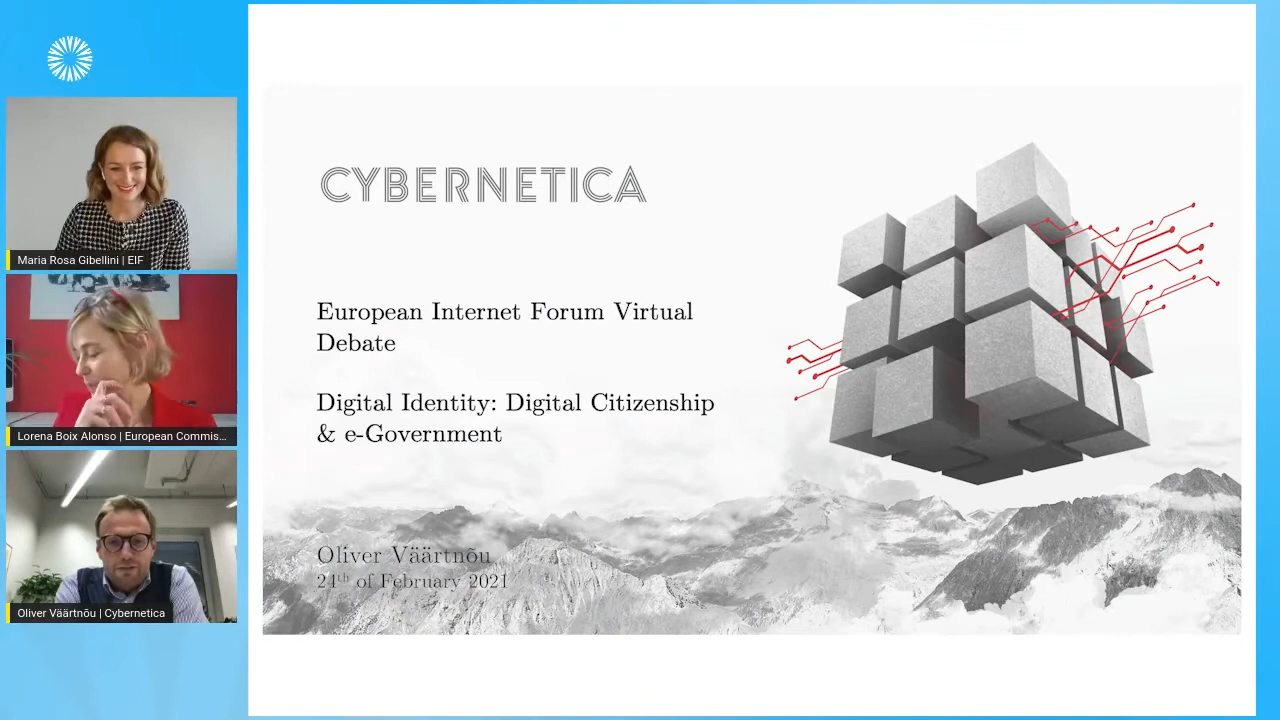 Maria Rosa Gibellini | EIF
Lorena Boix Alonso | European Commis...
Oliver Väärtnõu | Cybernetica
CYBERNETICA
European Internet Forum Virtual
Debate
Digital Identity: Digital Citizenship
& e-Government
Oliver Väärtnõu
24th of February 2021